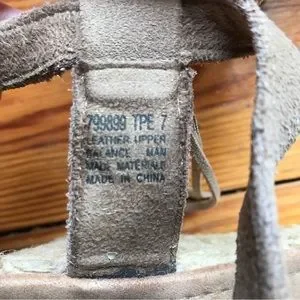 799899 TPE 7
LEATHER UPPER
BALANCE MAN
MADE MATERIALS
MADE IN CHINA